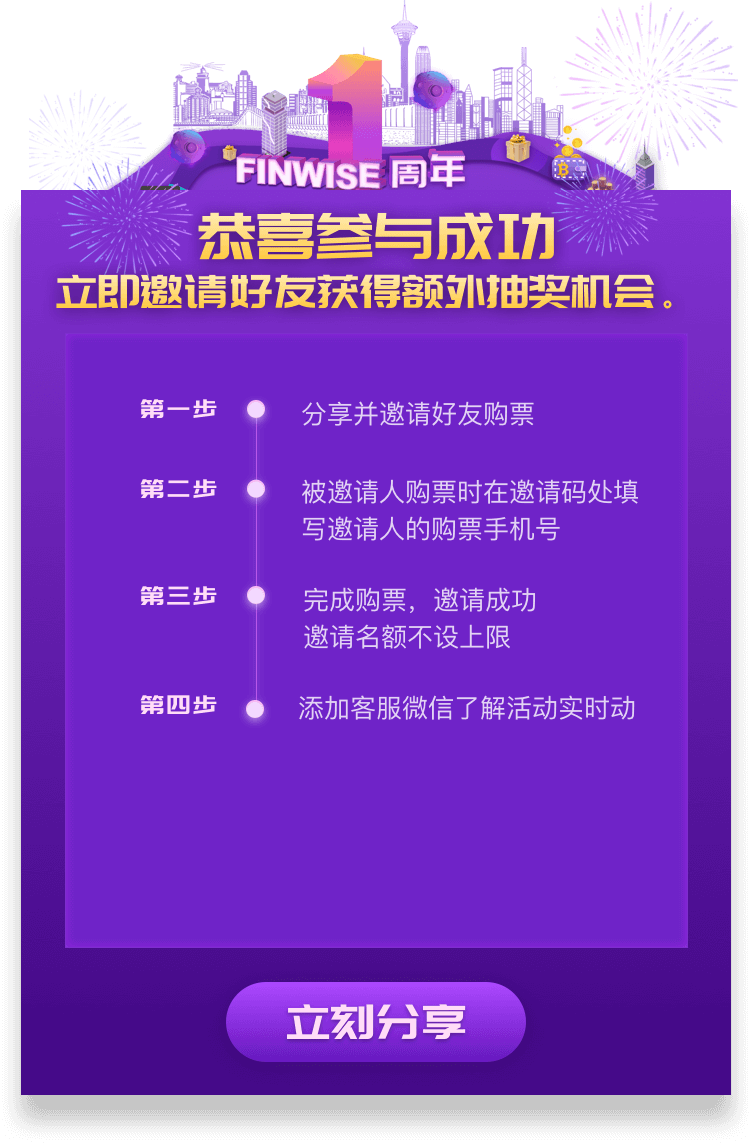 1
FINWISE 周年
恭喜参与成功
立即邀请好友获得额外抽奖机会。
第一步
分享并邀请好友购票
第二步
被邀请人购票时在邀请码处填
写邀请人的购票手机号
第三步
完成购票，邀请成功
邀请名额不设上限
第四步
添加客服微信了解活动实时动
立刻分享